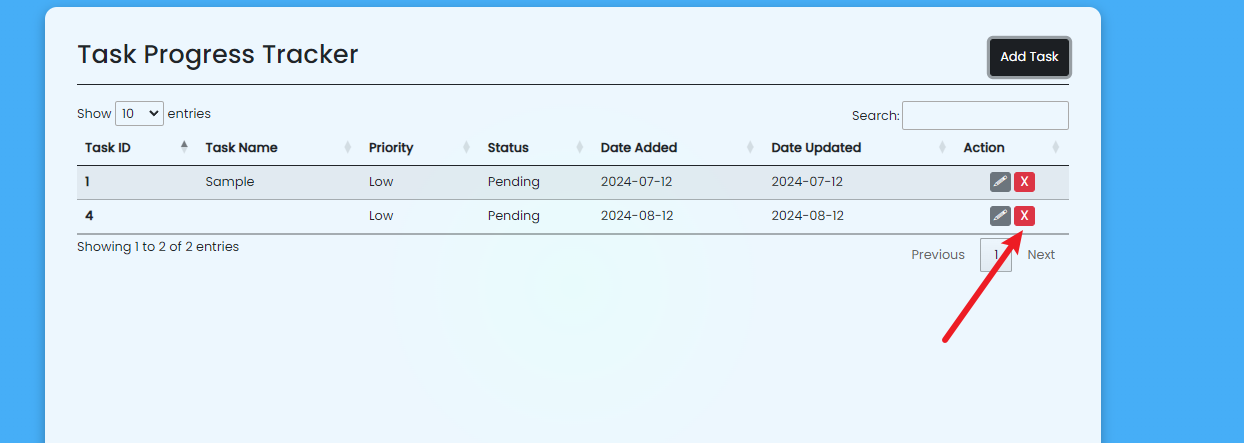 Task Progress Tracker
Add Task
Show 10 entries
Search:
Task ID Task Name Priority Status Date Added Date Updated Action
1 Sample Low Pending 2024-07-12 2024-07-12 X
4 Low Pending 2024-08-12 2024-08-12 X
Showing 1 to 2 of 2 entries
Previous 1 Next